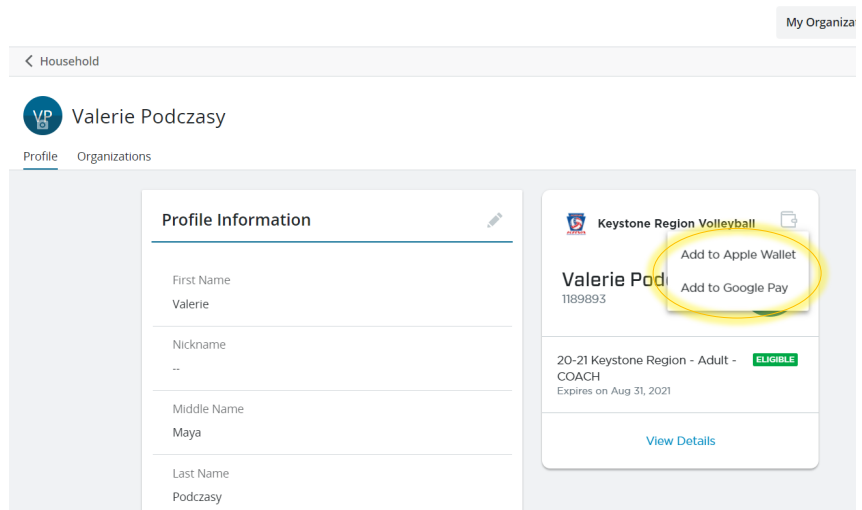 My Organiza
Household
VP
Valerie Podczasy
Profile Organizations
Profile Information
First Name
Valerie
Nickname
--
Middle Name
Maya
Last Name
Podczasy
Keystone Region Volleyball
Add to Apple Wallet
Add to Google Pay
Valerie Pod
1189893
20-21 Keystone Region - Adult - ELIGIBLE
COACH
Expires on Aug 31, 2021
View Details